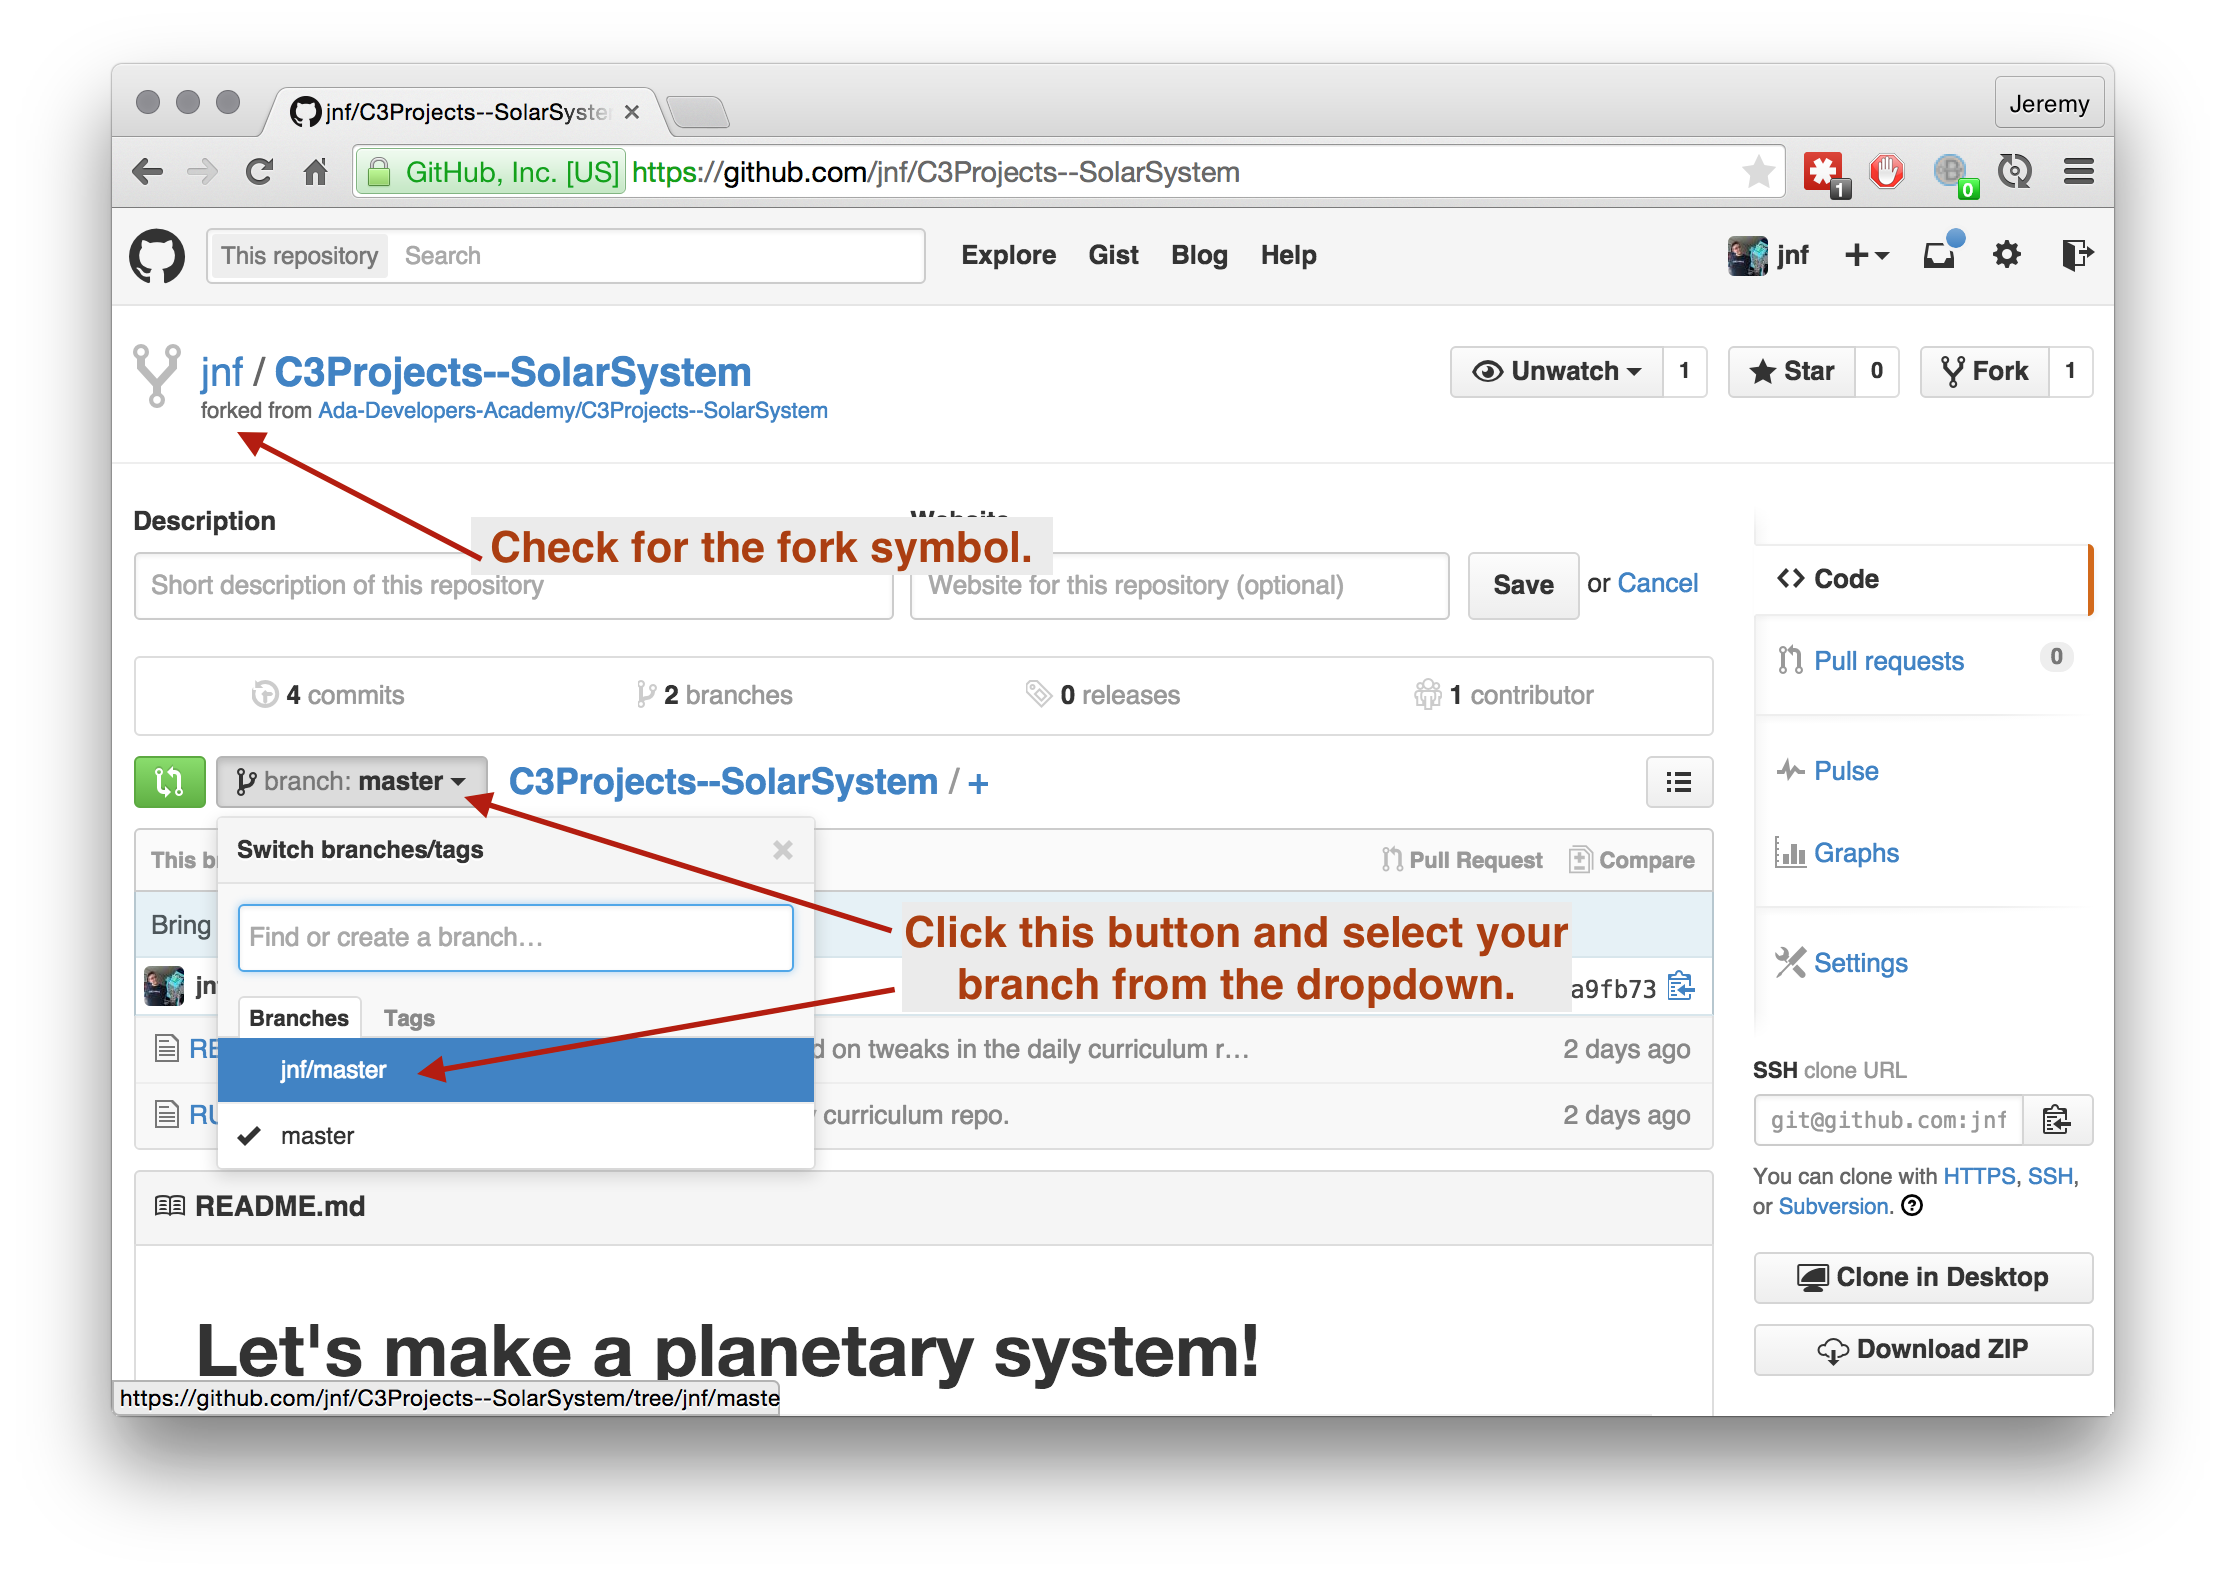 jnf/C3Projects--SolarSyste
Jeremy
GitHub, Inc. [US] https://github.com/jnf/C3Projects--SolarSystem
1
0
This repository Search
Explore Gist Blog Help
jnf
jnf / C3Projects--SolarSystem
Unwatch 1 Star 0 Fork 1
forked from Ada-Developers-Academy/C3Projects--SolarSystem
Description
Website
Check for the fork symbol.
Short description of this repository
Website for this repository (optional)
Save or Cancel
Code
Pull requests 0
4 commits 2 branches 0 releases 1 contributor
Pulse
branch: master C3Projects--SolarSystem / +
Graphs
Switch branches/tags
This b
Pull Request Compare
Bring
Find or create a branch…
Click this button and select your
branch from the dropdown.
Settings
jn
a9fb73
Branches Tags
RE
d on tweaks in the daily curriculum r… 2 days ago
jnf/master
SSH clone URL
RU
curriculum repo. 2 days ago
git@github.com:jnf
master
You can clone with HTTPS, SSH,
or Subversion.
README.md
Clone in Desktop
Let's make a planetary system!
Download ZIP
https://github.com/jnf/C3Projects--SolarSystem/tree/jnf/maste